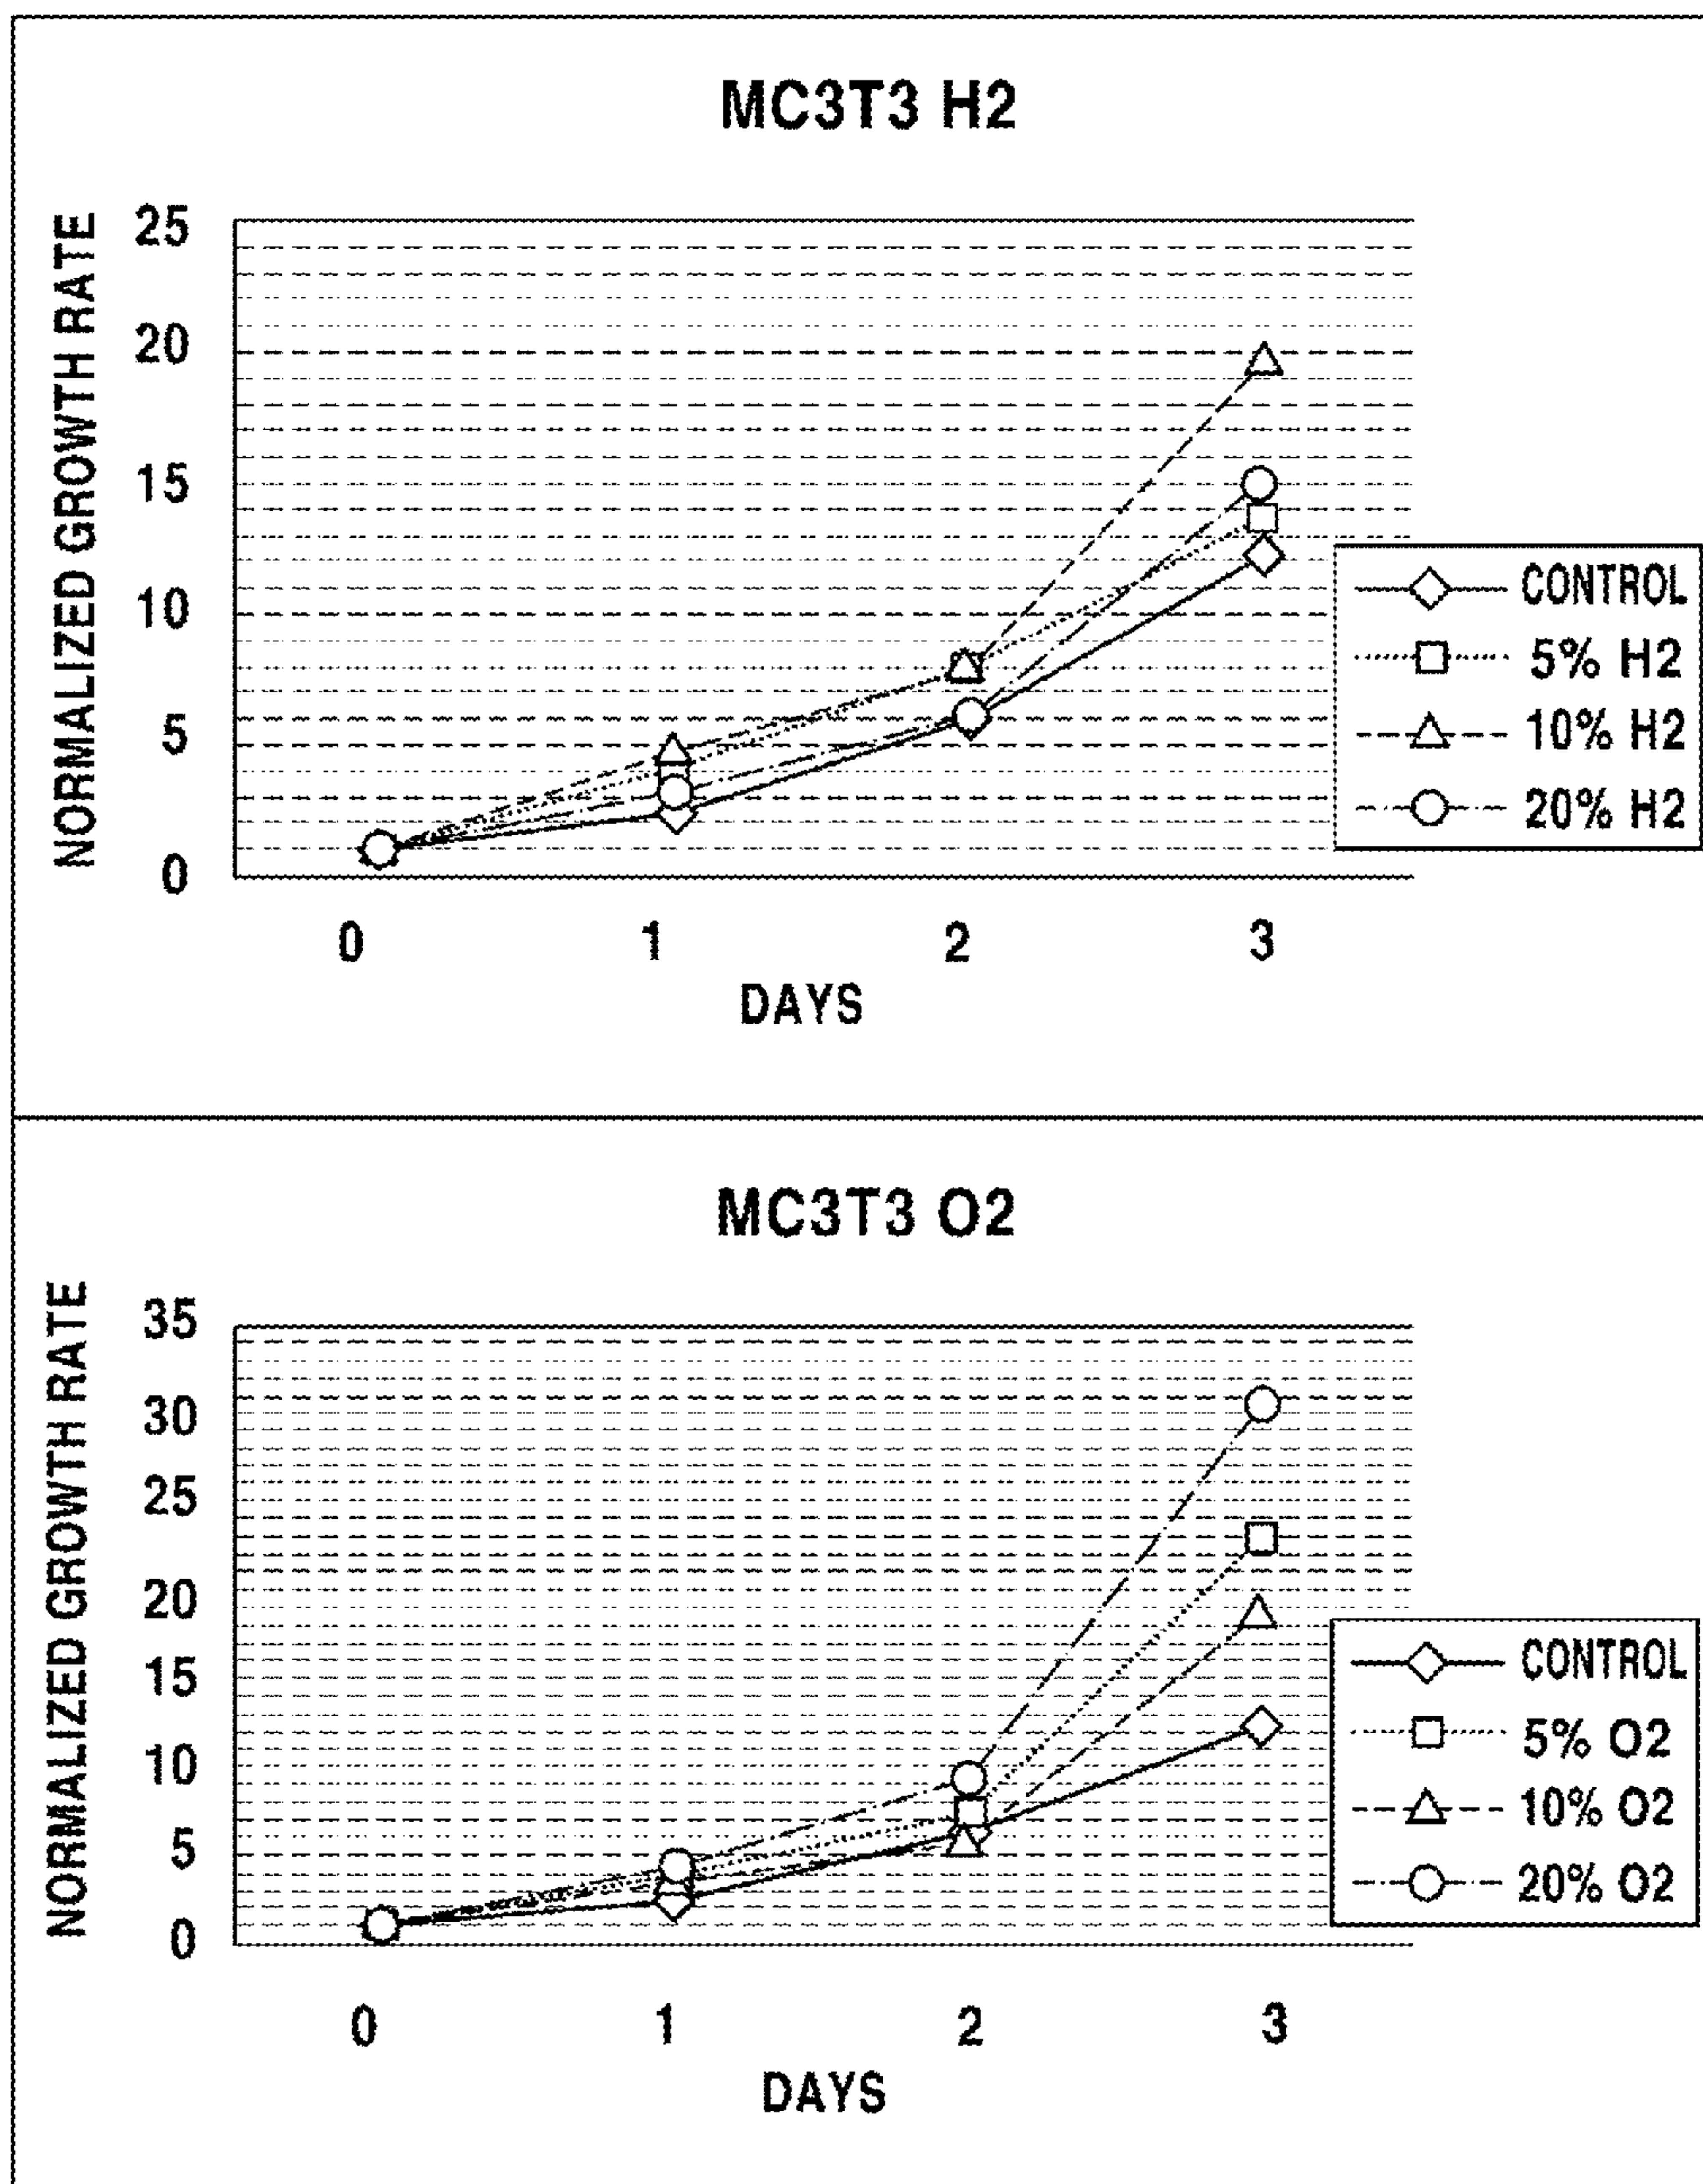 MC3T3 H2
NORMALIZED GROWTH RATE
25
20
15
10
5
0
0 1 2 3
DAYS
CONTROL
5% H2
10% H2
20% H2
MC3T3 O2
NORMALIZED GROWTH RATE
35
30
25
20
15
10
5
0
0 1 2 3
DAYS
CONTROL
5% O2
10% O2
20% O2